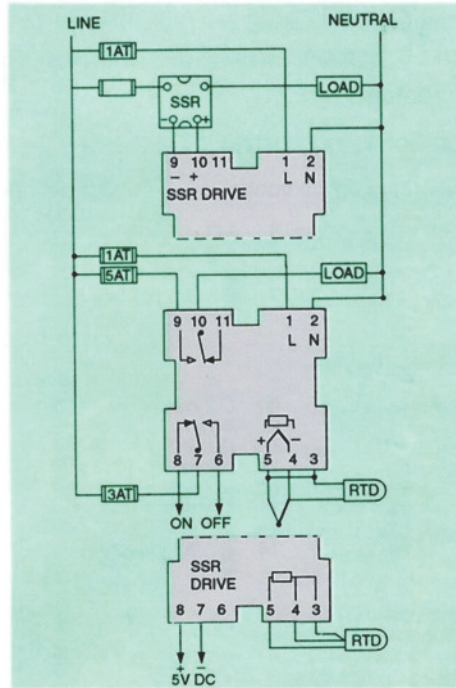 LINE NEUTRAL
1AT
LOAD
SSR
− +
9 10 11 1 2
− + L N
SSR DRIVE
1AT
5AT LOAD
9 10 11 1 2
L N
+ −
8 7 6 5 4 3
3AT RTD
ON OFF
SSR
DRIVE
8 7 6 5 4 3
+ − RTD
5V DC